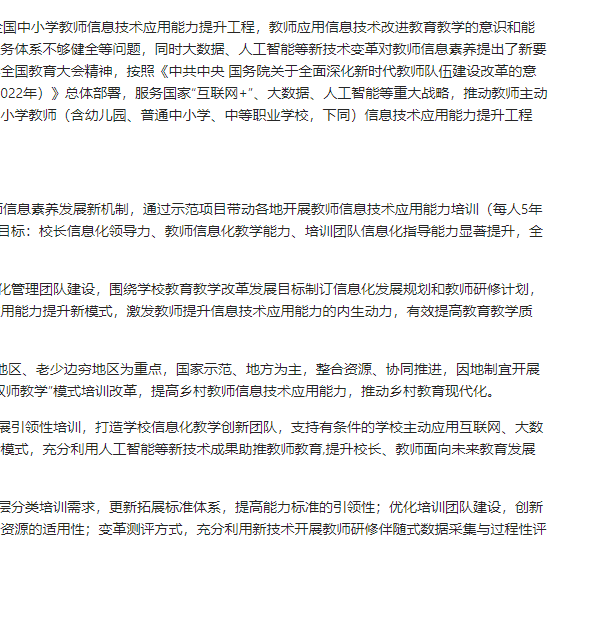 全国中小学教师信息技术应用能力提升工程，教师应用信息技术改进教育教学的意识和能
务体系不够健全等问题，同时大数据、人工智能等新技术变革对教师信息素养提出了新要
全国教育大会精神，按照《中共中央 国务院关于全面深化新时代教师队伍建设改革的意
022年）》总体部署，服务国家“互联网+”、大数据、人工智能等重大战略，推动教师主动
小学教师（含幼儿园、普通中小学、中等职业学校，下同）信息技术应用能力提升工程
师信息素养发展新机制，通过示范项目带动各地开展教师信息技术应用能力培训（每人5年
目标：校长信息化领导力、教师信息化教学能力、培训团队信息化指导能力显著提升，全
化管理团队建设，围绕学校教育教学改革发展目标制订信息化发展规划和教师研修计划，
用能力提升新模式，激发教师提升信息技术应用能力的内生动力，有效提高教育教学质
地区、老少边穷地区为重点，国家示范、地方为主，整合资源、协同推进，因地制宜开展
双师教学”模式培训改革，提高乡村教师信息技术应用能力，推动乡村教育现代化。
展引领性培训，打造学校信息化教学创新团队，支持有条件的学校主动应用互联网、大数
模式，充分利用人工智能等新技术成果助推教师教育,提升校长、教师面向未来教育发展
层分类培训需求，更新拓展标准体系，提高能力标准的引领性；优化培训团队建设，创新
资源的适用性；变革测评方式，充分利用新技术开展教师研修伴随式数据采集与过程性评